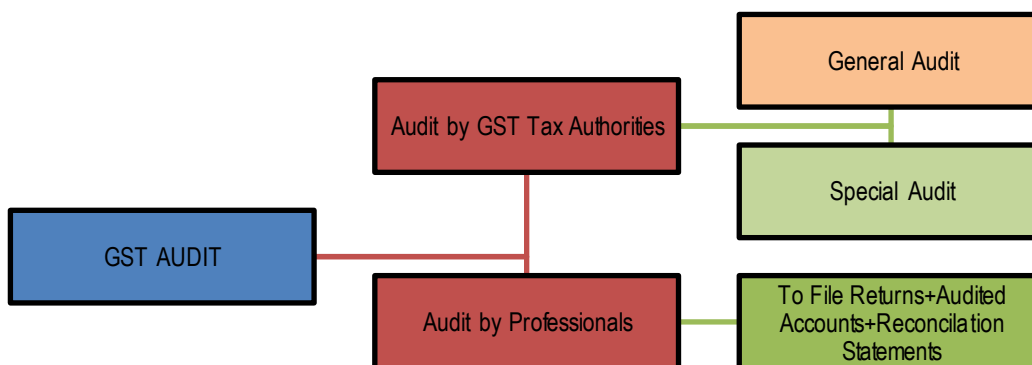 General Audit
Audit by GST Tax Authorities
Special Audit
GST AUDIT
Audit by Professionals
To File Returns+Audited
Accounts+Reconcilation
Statements